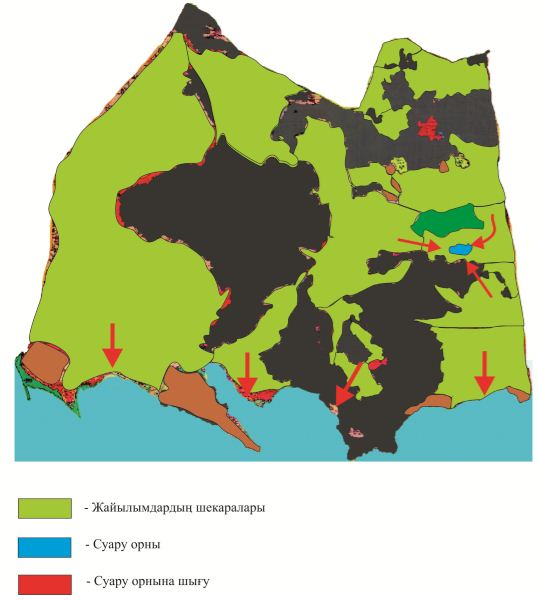 - Жайылымдардың шекаралары
- Суару орны
- Суару орнына шығу